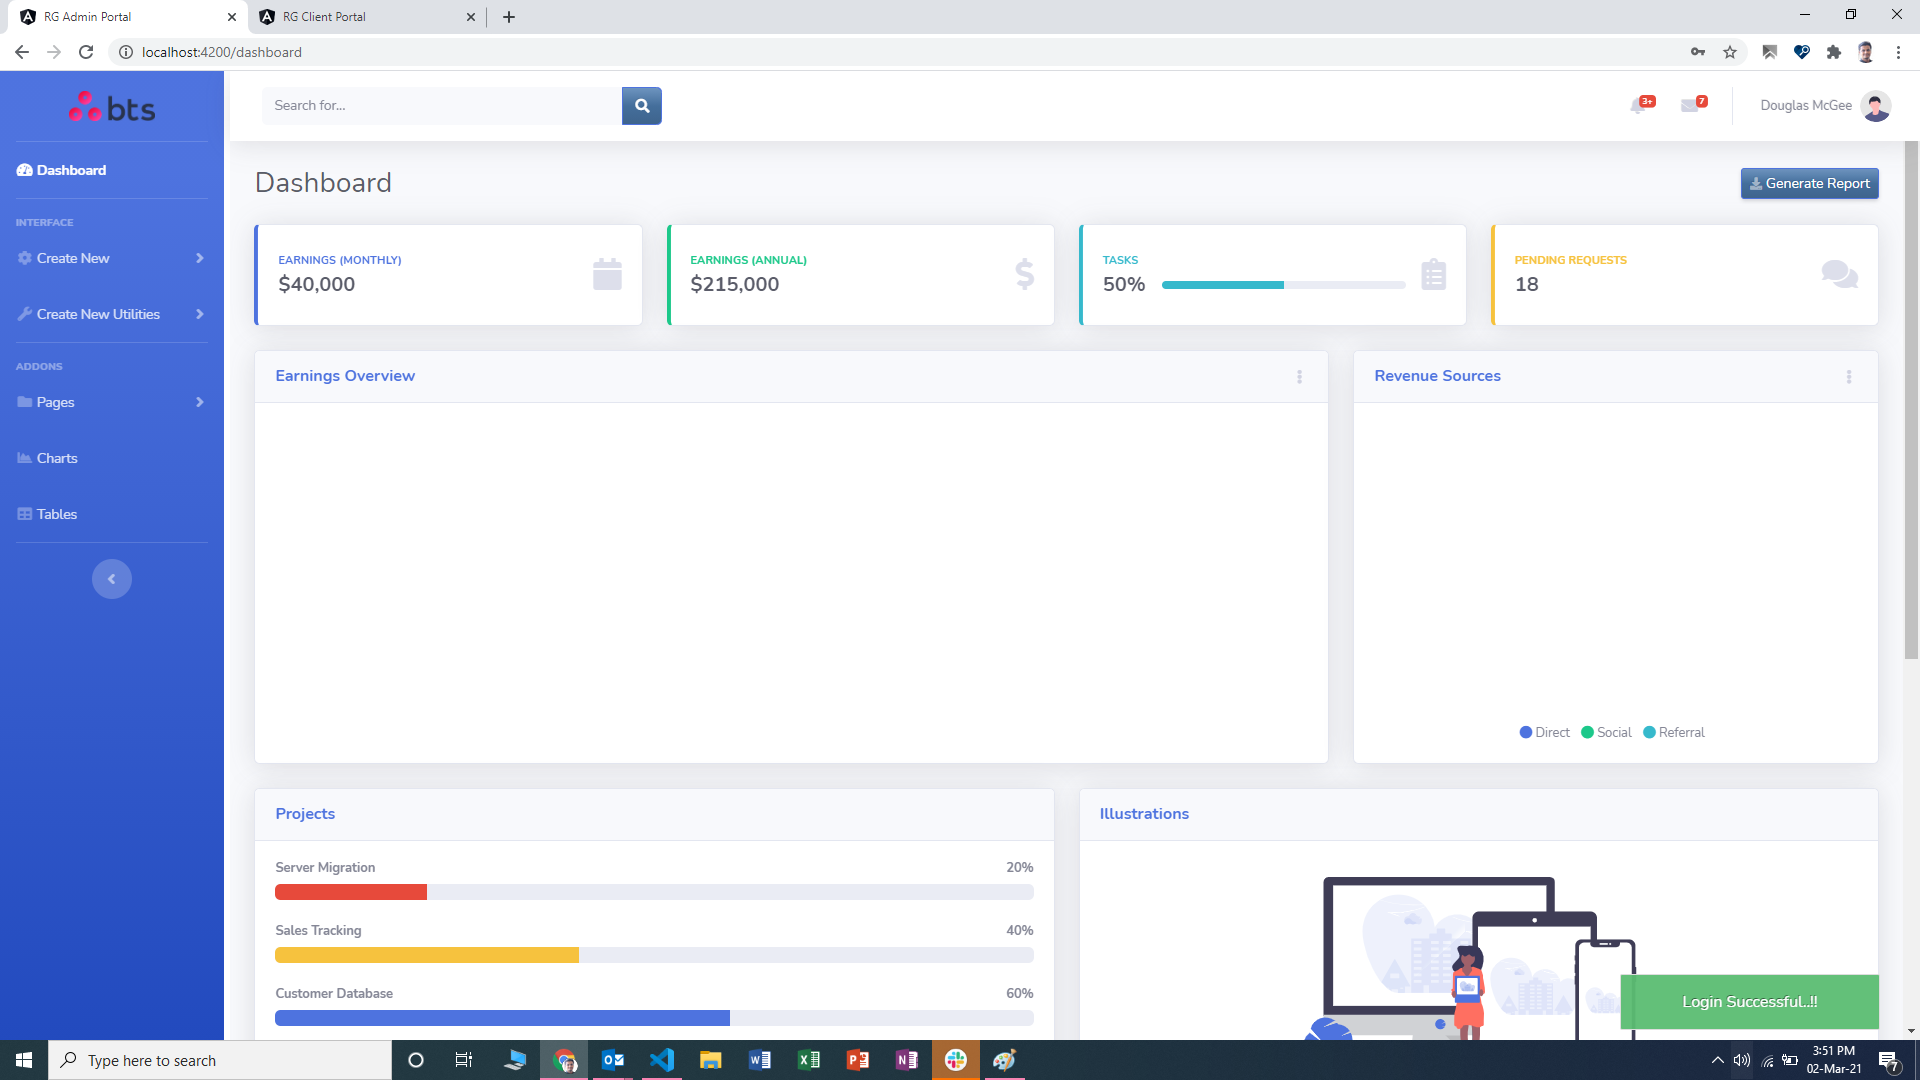 RG Admin Portal
RG Client Portal
localhost:4200/dashboard
bts
Search for...
3+
7
Douglas McGee
Dashboard
INTERFACE
Create New
Create New Utilities
ADDONS
Pages
Charts
Tables
Dashboard
Generate Report
EARNINGS (MONTHLY)
$40,000
EARNINGS (ANNUAL)
$215,000
TASKS
50%
PENDING REQUESTS
18
Earnings Overview
Revenue Sources
Direct Social Referral
Projects
Server Migration 20%
Sales Tracking 40%
Customer Database 60%
Illustrations
Login Successful..!!
Type here to search
3:51 PM
02-Mar-21
7